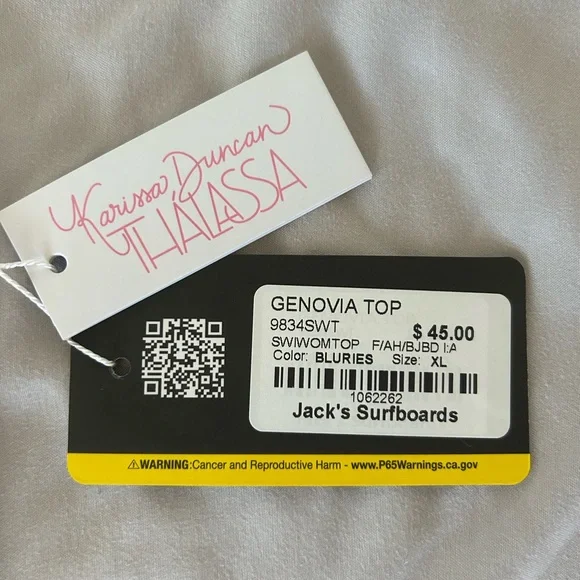 Karissa Duncan
THÁLASSA
GENOVIA TOP
9834SWT $ 45.00
SWIWOMTOP F/AH/BJBD I:A
Color: BLURIES Size: XL
1062262
Jack's Surfboards
⚠WARNING:Cancer and Reproductive Harm - www.P65Warnings.ca.gov